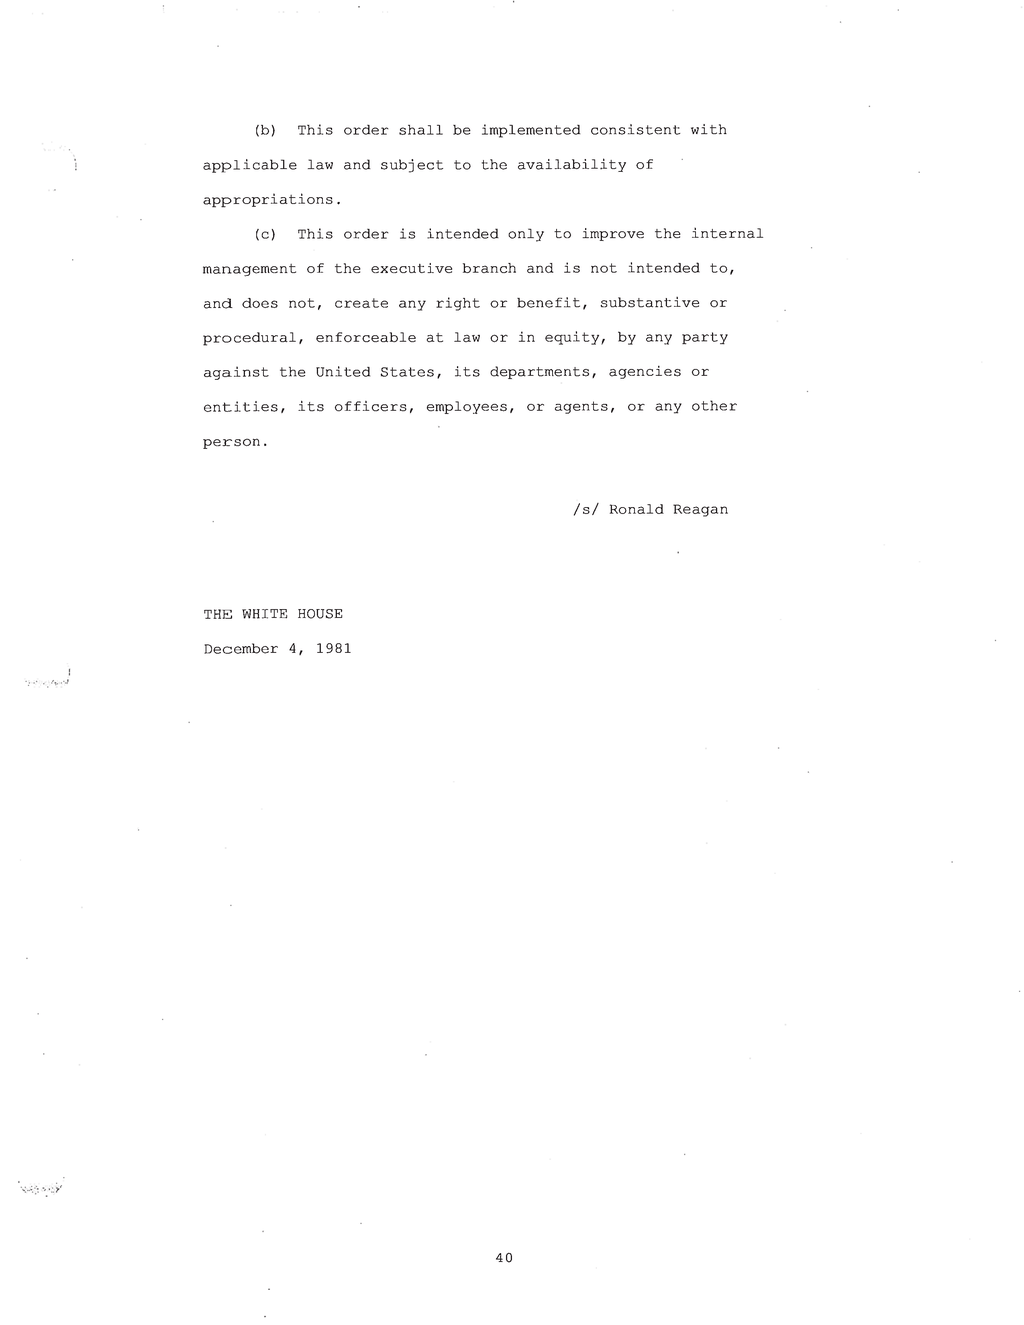 (b) This order shall be implemented consistent with
applicable law and subject to the availability of
appropriations.
(c) This order is intended only to improve the internal
management of the executive branch and is not intended to,
and does not, create any right or benefit, substantive or
procedural, enforceable at law or in equity, by any party
against the United States, its departments, agencies or
entities, its officers, employees, or agents, or any other
person.
/s/ Ronald Reagan
THE WHITE HOUSE
December 4, 1981
40